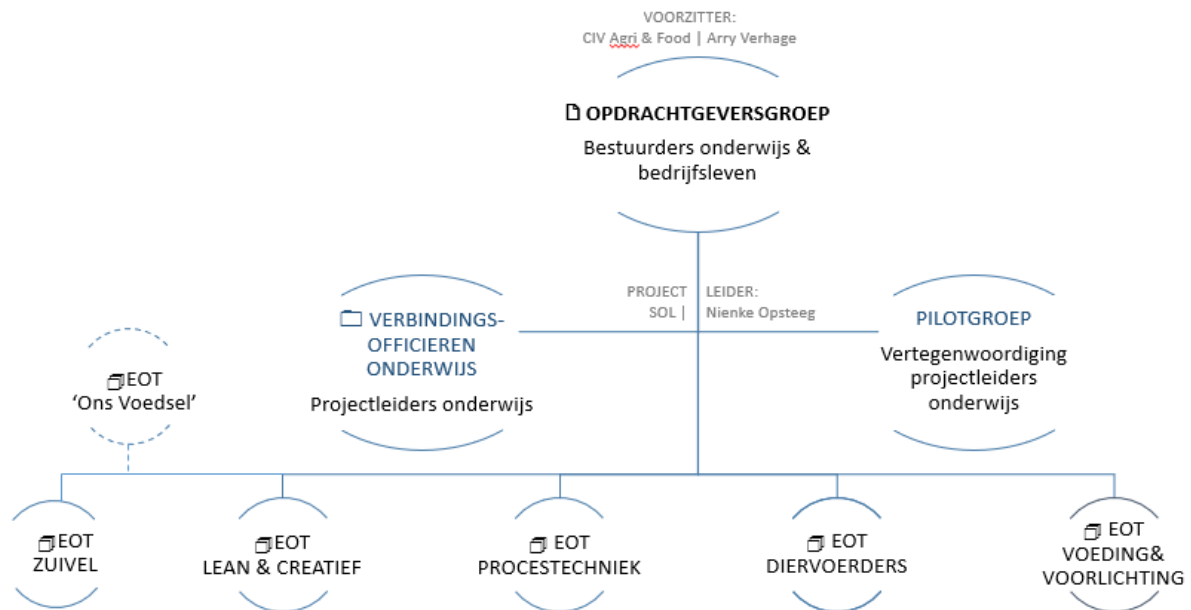 VOORZITTER:
CIV Agri & Food | Arry Verhage
OPDRACHTGEVERSGROEP
Bestuurders onderwijs &
bedrijfsleven
PROJECT LEIDER:
SOL | Nienke Opsteeg
VERBINDINGS-
OFFICIEREN
ONDERWIJS
Projectleiders onderwijs
PILOTGROEP
Vertegenwoordiging
projectleiders
onderwijs
EOT
‘Ons Voedsel’
EOT
ZUIVEL
EOT
LEAN & CREATIEF
EOT
PROCESTECHNIEK
EOT
DIERVOERDERS
EOT
VOEDING&
VOORLICHTING